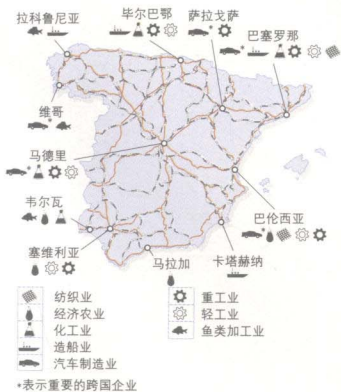 拉科鲁尼亚
毕尔巴鄂
萨拉戈萨
巴塞罗那
维哥
马德里
韦尔瓦
巴伦西亚
塞维利亚
马拉加
卡塔赫纳
纺织业
重工业
经济农业
轻工业
化工业
鱼类加工业
造船业
汽车制造业
*表示重要的跨国企业